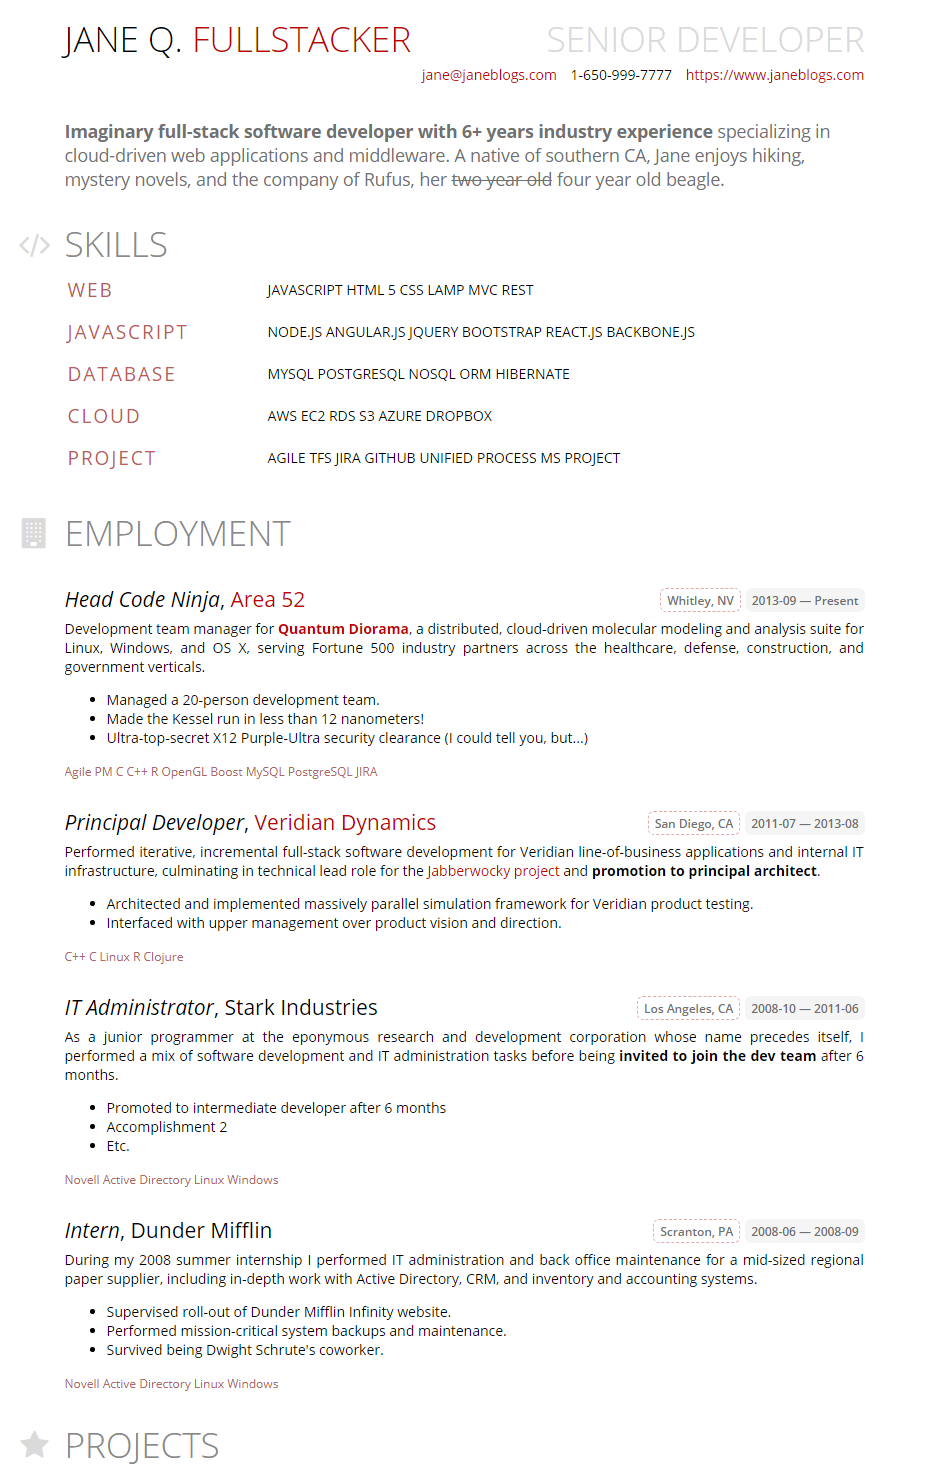 JANE Q. FULLSTACKER SENIOR DEVELOPER
jane@janeblogs.com 1-650-999-7777 https://www.janeblogs.com
Imaginary full-stack software developer with 6+ years industry experience specializing in
cloud-driven web applications and middleware. A native of southern CA, Jane enjoys hiking,
mystery novels, and the company of Rufus, her two year old four year old beagle.
SKILLS
WEB JAVASCRIPT HTML 5 CSS LAMP MVC REST
JAVASCRIPT NODE.JS ANGULAR.JS JQUERY BOOTSTRAP REACT.JS BACKBONE.JS
DATABASE MYSQL POSTGRESQL NOSQL ORM HIBERNATE
CLOUD AWS EC2 RDS S3 AZURE DROPBOX
PROJECT AGILE TFS JIRA GITHUB UNIFIED PROCESS MS PROJECT
EMPLOYMENT
Head Code Ninja, Area 52 Whitley, NV 2013-09 — Present
Development team manager for Quantum Diorama, a distributed, cloud-driven molecular modeling and analysis suite for
Linux, Windows, and OS X, serving Fortune 500 industry partners across the healthcare, defense, construction, and
government verticals.
• Managed a 20-person development team.
• Made the Kessel run in less than 12 nanometers!
• Ultra-top-secret X12 Purple-Ultra security clearance (I could tell you, but...)
Agile PM C C++ R OpenGL Boost MySQL PostgreSQL JIRA
Principal Developer, Veridian Dynamics San Diego, CA 2011-07 — 2013-08
Performed iterative, incremental full-stack software development for Veridian line-of-business applications and internal IT
infrastructure, culminating in technical lead role for the Jabberwocky project and promotion to principal architect.
• Architected and implemented massively parallel simulation framework for Veridian product testing.
• Interfaced with upper management over product vision and direction.
C++ C Linux R Clojure
IT Administrator, Stark Industries Los Angeles, CA 2008-10 — 2011-06
As a junior programmer at the eponymous research and development corporation whose name precedes itself, I
performed a mix of software development and IT administration tasks before being invited to join the dev team after 6
months.
• Promoted to intermediate developer after 6 months
• Accomplishment 2
• Etc.
Novell Active Directory Linux Windows
Intern, Dunder Mifflin Scranton, PA 2008-06 — 2008-09
During my 2008 summer internship I performed IT administration and back office maintenance for a mid-sized regional
paper supplier, including in-depth work with Active Directory, CRM, and inventory and accounting systems.
• Supervised roll-out of Dunder Mifflin Infinity website.
• Performed mission-critical system backups and maintenance.
• Survived being Dwight Schrute's coworker.
Novell Active Directory Linux Windows
PROJECTS